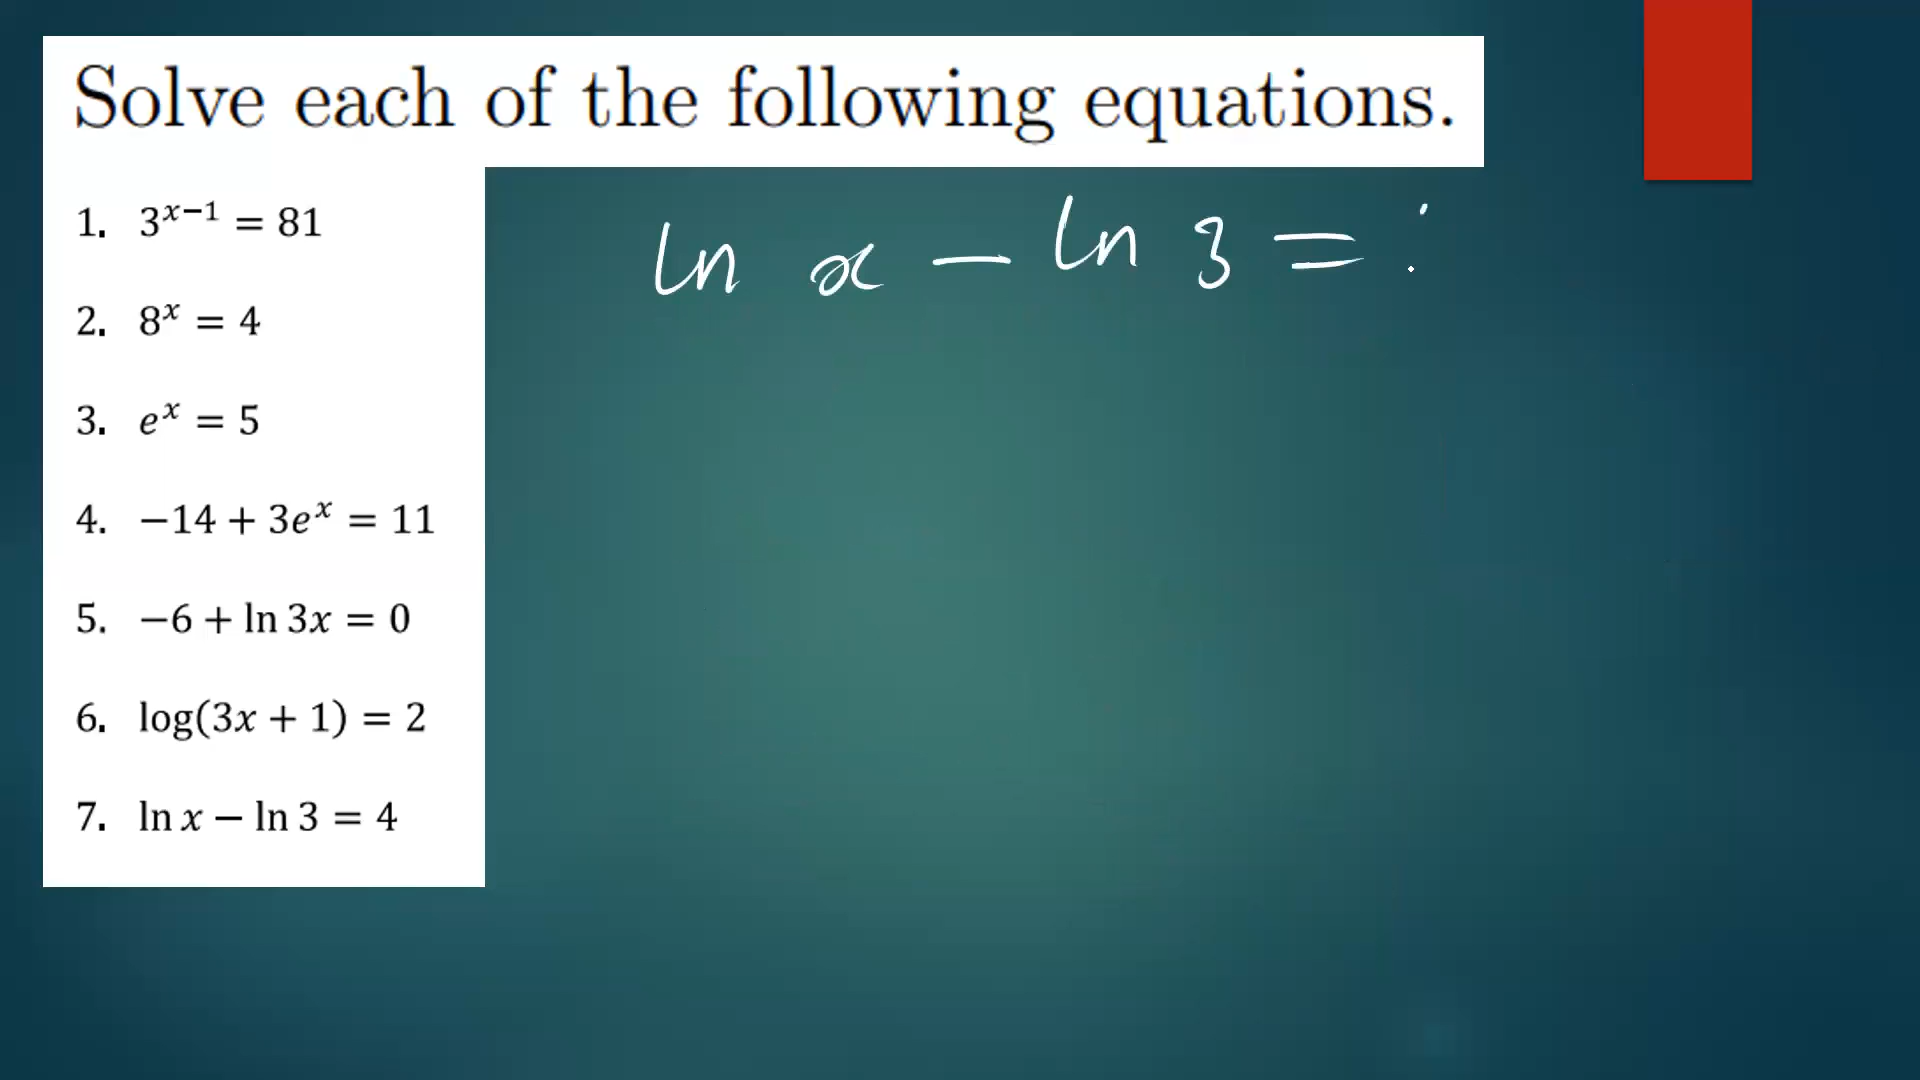 Solve each of the following equations.
1. 3^{x−1} = 81
2. 8^x = 4
3. e^x = 5
4. −14 + 3e^x = 11
5. −6 + ln 3x = 0
6. log(3x + 1) = 2
7. ln x − ln 3 = 4
ln x − ln 3 =